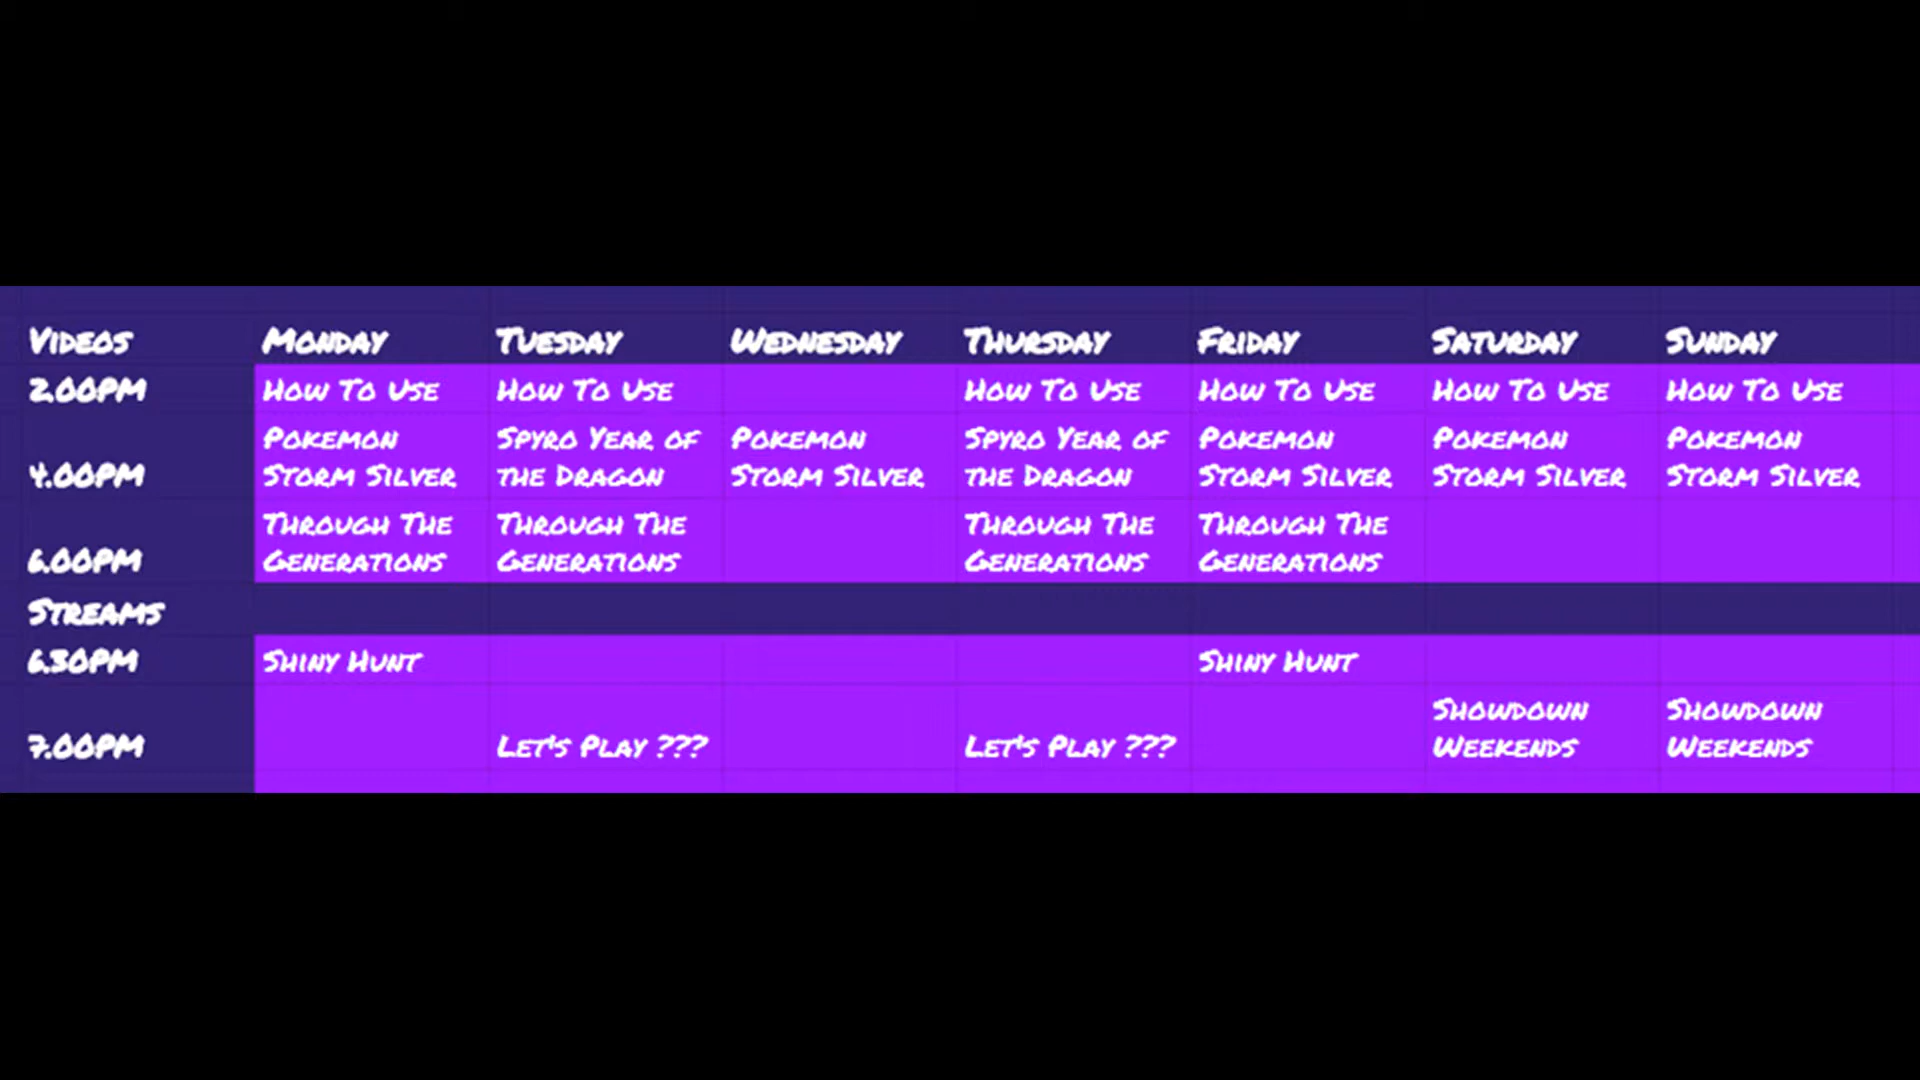 Videos Monday Tuesday Wednesday Thursday Friday Saturday Sunday
2.00PM How To Use How To Use How To Use How To Use How To Use How To Use
Pokemon Spyro Year of Pokemon Spyro Year of Pokemon Pokemon Pokemon
4.00PM Storm Silver the Dragon Storm Silver the Dragon Storm Silver Storm Silver Storm Silver
Through The Through The Through The Through The
6.00PM Generations Generations Generations Generations
Streams
6.30PM Shiny Hunt Shiny Hunt
Showdown Showdown
7.00PM Let's Play ??? Let's Play ??? Weekends Weekends